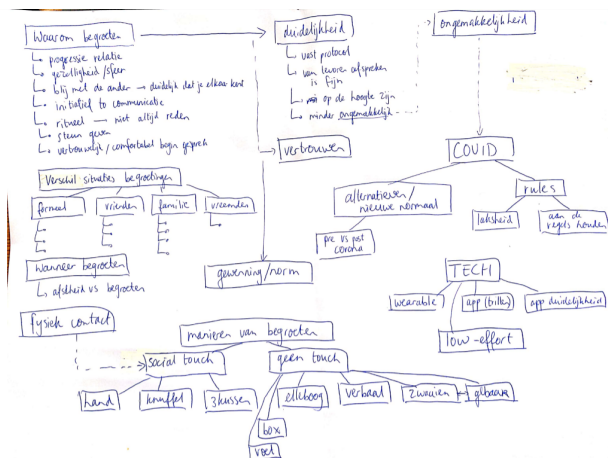 Waarom begroeten
progressie relatie
gezelligheid/sfeer
blij met de ander → duidelijk dat je elkaar kent
initiatief to communicatie
ritueel — niet altijd reden
steun geven
vertrouwelijk/comfortabel begin gesprek
duidelijkheid
vast protocol
van tevoren afspreken
is fijn
op de hoogte zijn
minder ongemakkelijk
ongemakkelijkheid
vertrouwen
gewenning/norm
Verschil situaties begroetingen
formeel
vrienden
familie
vreemden
Wanneer begroeten
afscheid vs begroeten
fysiek contact
COVID
alternatieven/
nieuwe normaal
pre vs post
corona
rules
laksheid
aan de
regels houden
TECH
wearable
app (triller)
app duidelijkheid
low-effort
manieren van begroeten
social touch
hand
knuffel
3 kussen
geen touch
voet
box
elleboog
verbaal
zwaaien